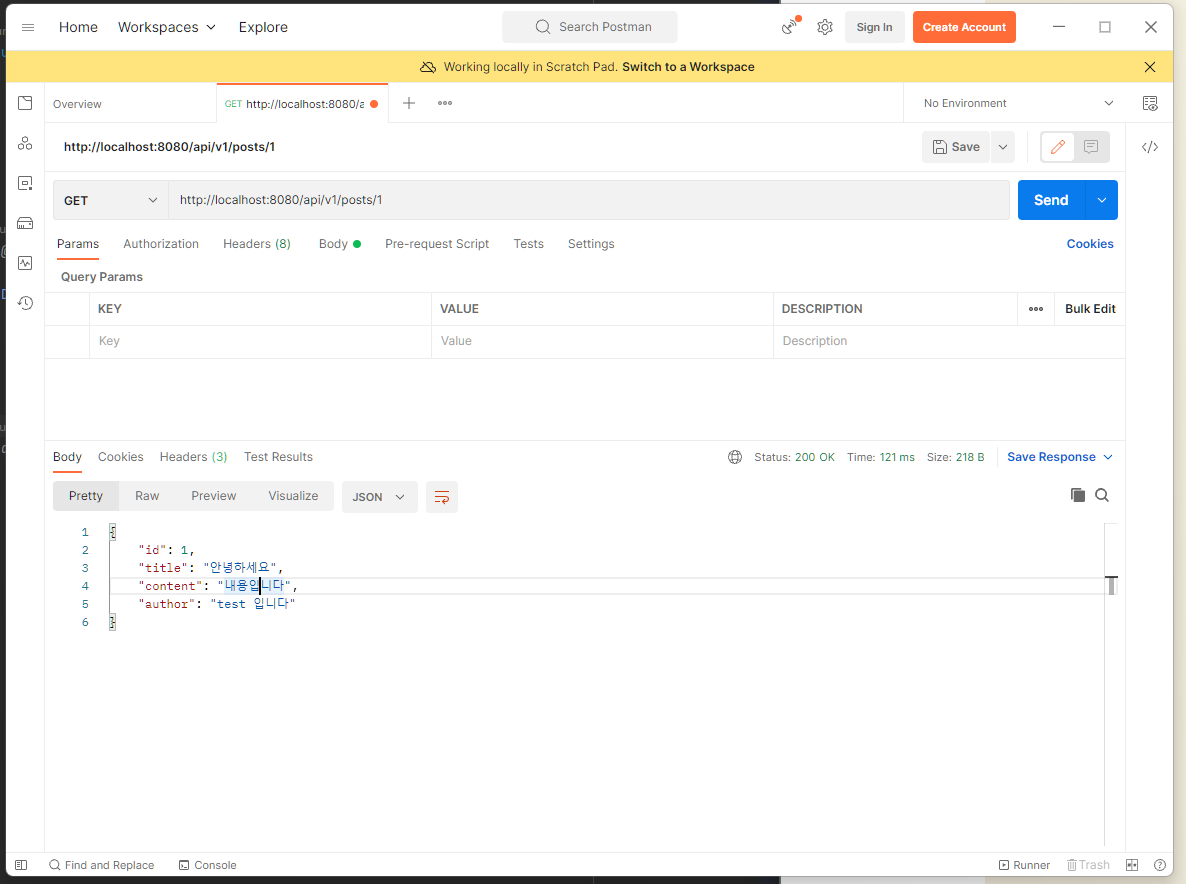 Home Workspaces Explore Search Postman Sign In Create Account
Working locally in Scratch Pad. Switch to a Workspace
Overview GET http://localhost:8080/a No Environment
http://localhost:8080/api/v1/posts/1 Save
GET http://localhost:8080/api/v1/posts/1 Send
Params Authorization Headers (8) Body Pre-request Script Tests Settings Cookies
Query Params
KEY VALUE DESCRIPTION Bulk Edit
Key Value Description
Body Cookies Headers (3) Test Results Status: 200 OK Time: 121 ms Size: 218 B Save Response
Pretty Raw Preview Visualize JSON
1 {
2 "id": 1,
3 "title": "안녕하세요",
4 "content": "내용입니다",
5 "author": "test 입니다"
6 }
Find and Replace Console Runner Trash